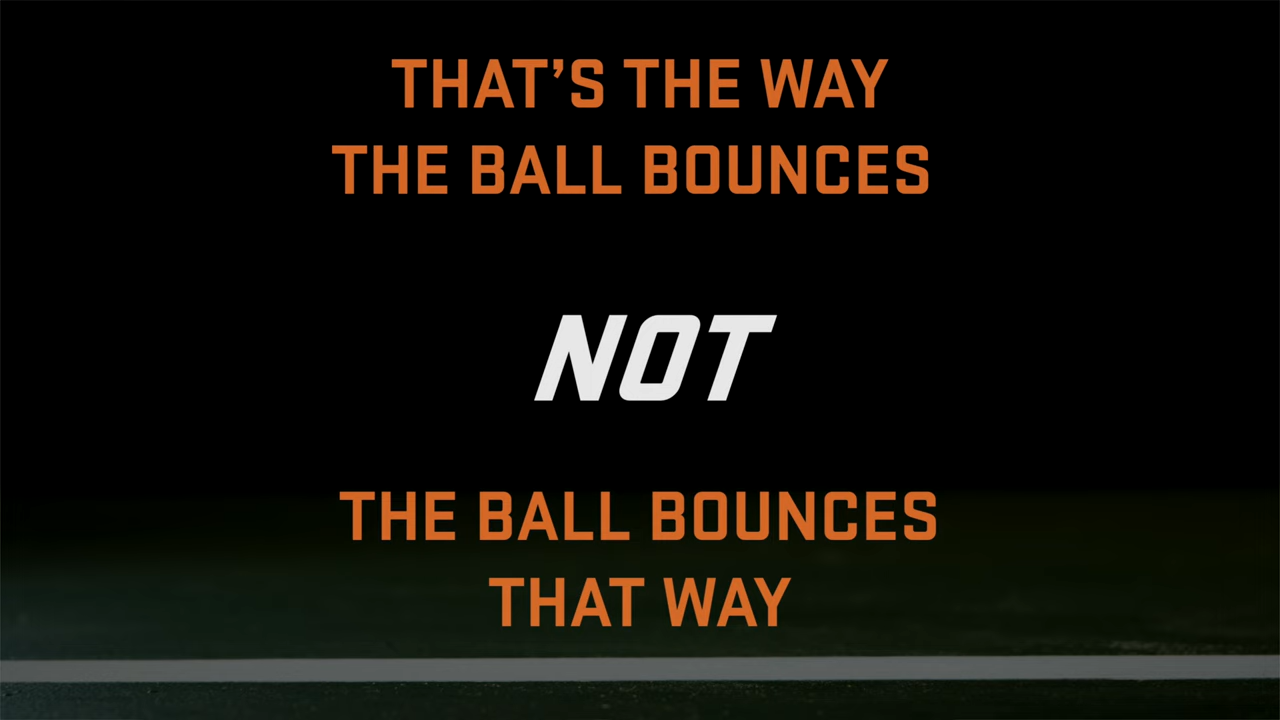 THAT’S THE WAY
THE BALL BOUNCES
NOT
THE BALL BOUNCES
THAT WAY